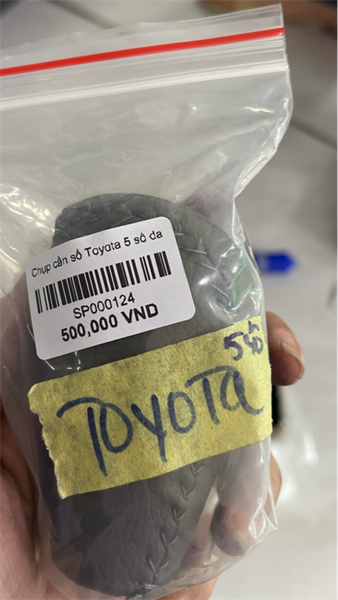 Chụp cần số Toyota 5 số da
SP000124
500,000 VND
5 số
TOYOTa